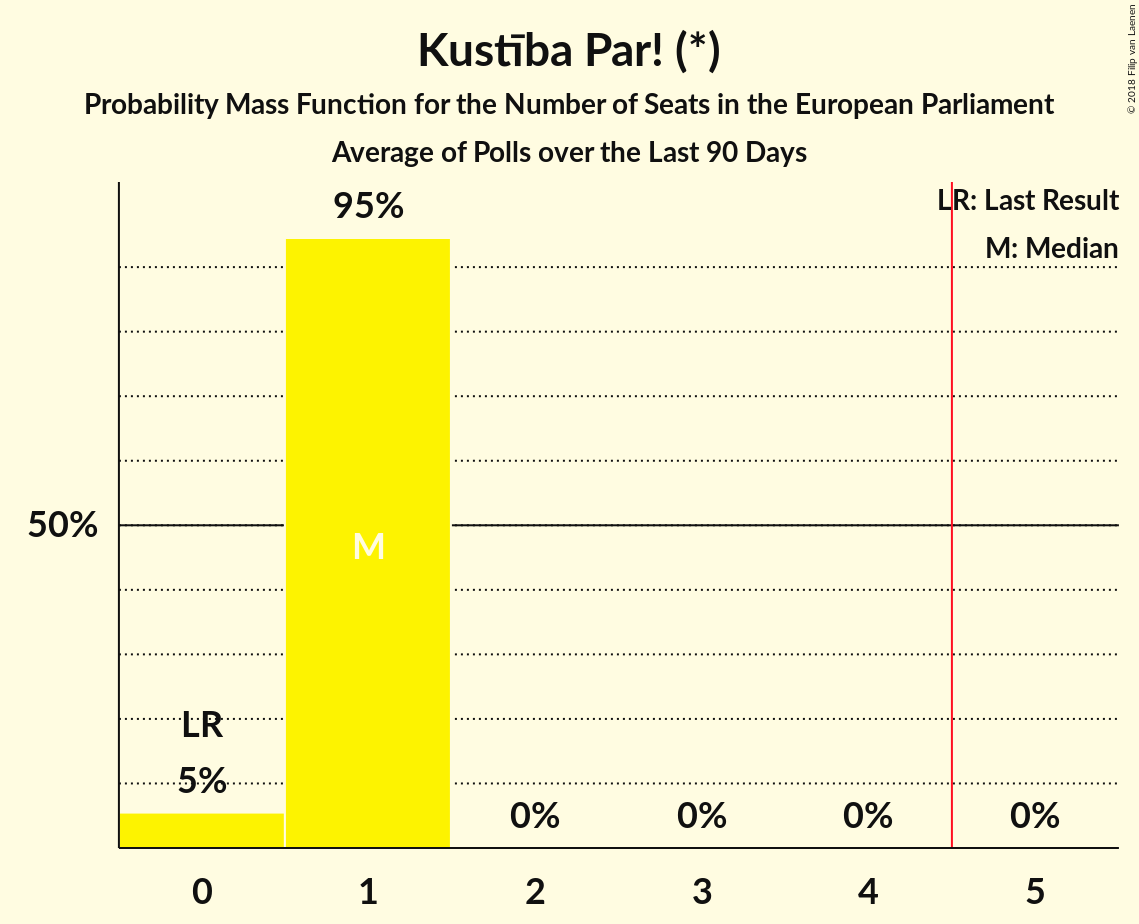 Kustība Par! (*)
Probability Mass Function for the Number of Seats in the European Parliament
Average of Polls over the Last 90 Days
© 2018 Filip van Laenen
LR: Last Result
M: Median
95%
50%
M
LR
5%
0%
0%
0%
0%
0 1 2 3 4 5